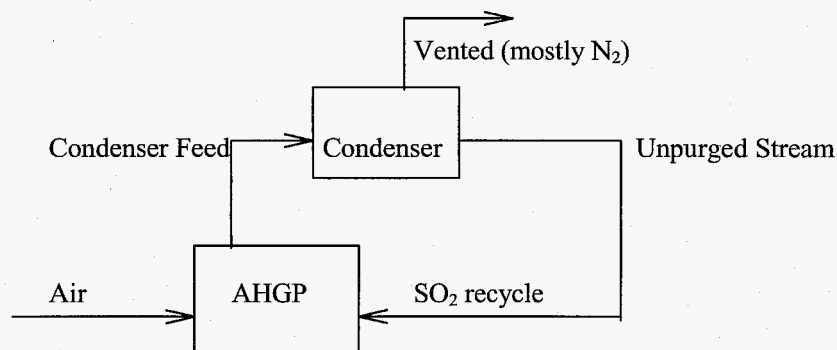 Vented (mostly N₂)
Condenser Feed
Condenser
Unpurged Stream
Air
AHGP
SO₂ recycle